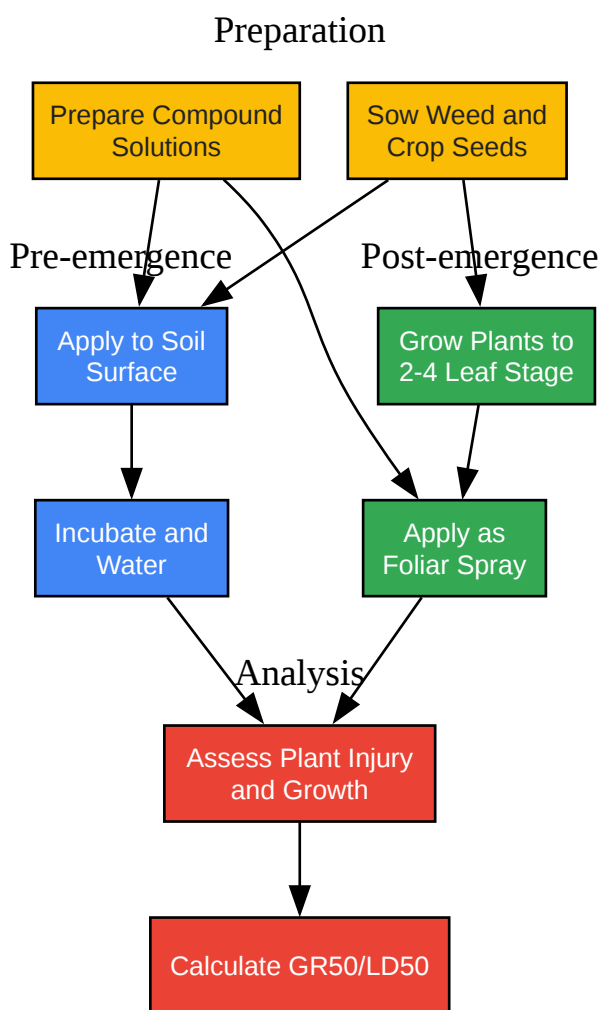 Preparation
Prepare Compound
Solutions
Sow Weed and
Crop Seeds
Pre-emergence
Post-emergence
Apply to Soil
Surface
Grow Plants to
2-4 Leaf Stage
Incubate and
Water
Apply as
Foliar Spray
Analysis
Assess Plant Injury
and Growth
Calculate GR50/LD50